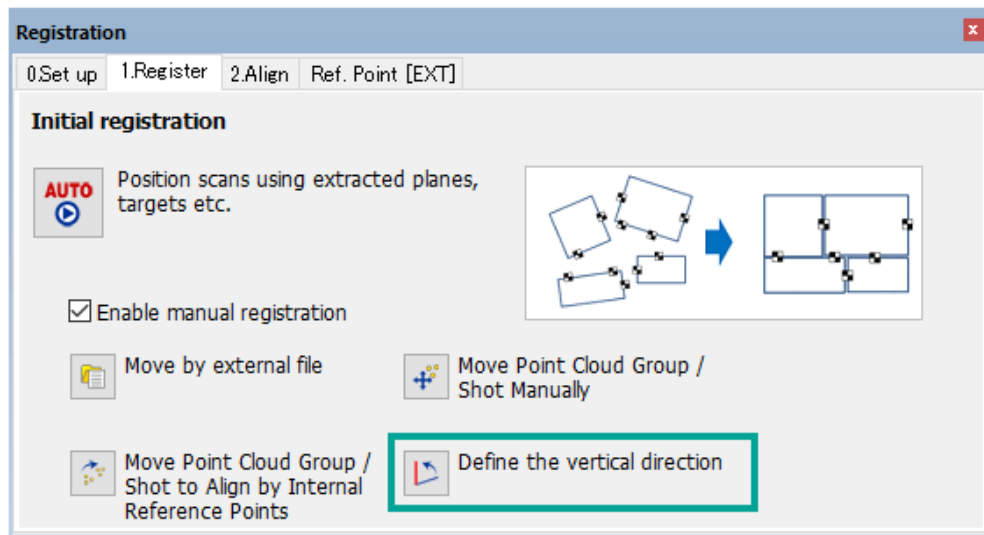 Registration
x
0.Set up 1.Register 2.Align Ref. Point [EXT]
Initial registration
AUTO
Position scans using extracted planes,
targets etc.
Enable manual registration
Move by external file
Move Point Cloud Group /
Shot Manually
Move Point Cloud Group /
Shot to Align by Internal
Reference Points
Define the vertical direction